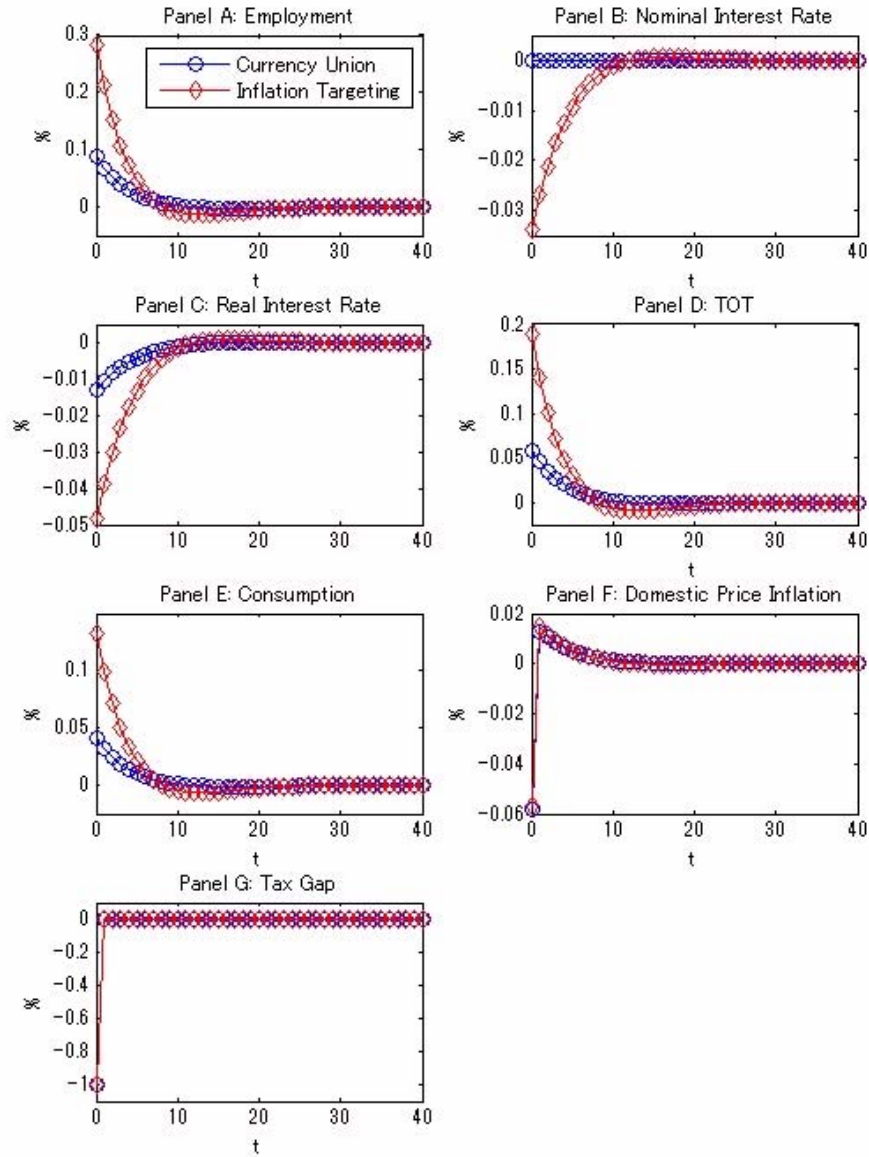 Panel A: Employment
0.3
0.2
0.1
0
%
0 10 20 30 40
t
Currency Union
Inflation Targeting
Panel B: Nominal Interest Rate
0
-0.01
-0.02
-0.03
%
0 10 20 30 40
t
Panel C: Real Interest Rate
0
-0.01
-0.02
-0.03
-0.04
-0.05
%
0 10 20 30 40
t
Panel D: TOT
0.2
0.15
0.1
0.05
0
%
0 10 20 30 40
t
Panel E: Consumption
0.1
0.05
0
%
0 10 20 30 40
t
Panel F: Domestic Price Inflation
0.02
0
-0.02
-0.04
-0.06
%
0 10 20 30 40
t
Panel G: Tax Gap
0
-0.2
-0.4
-0.6
-0.8
-1
%
0 10 20 30 40
t